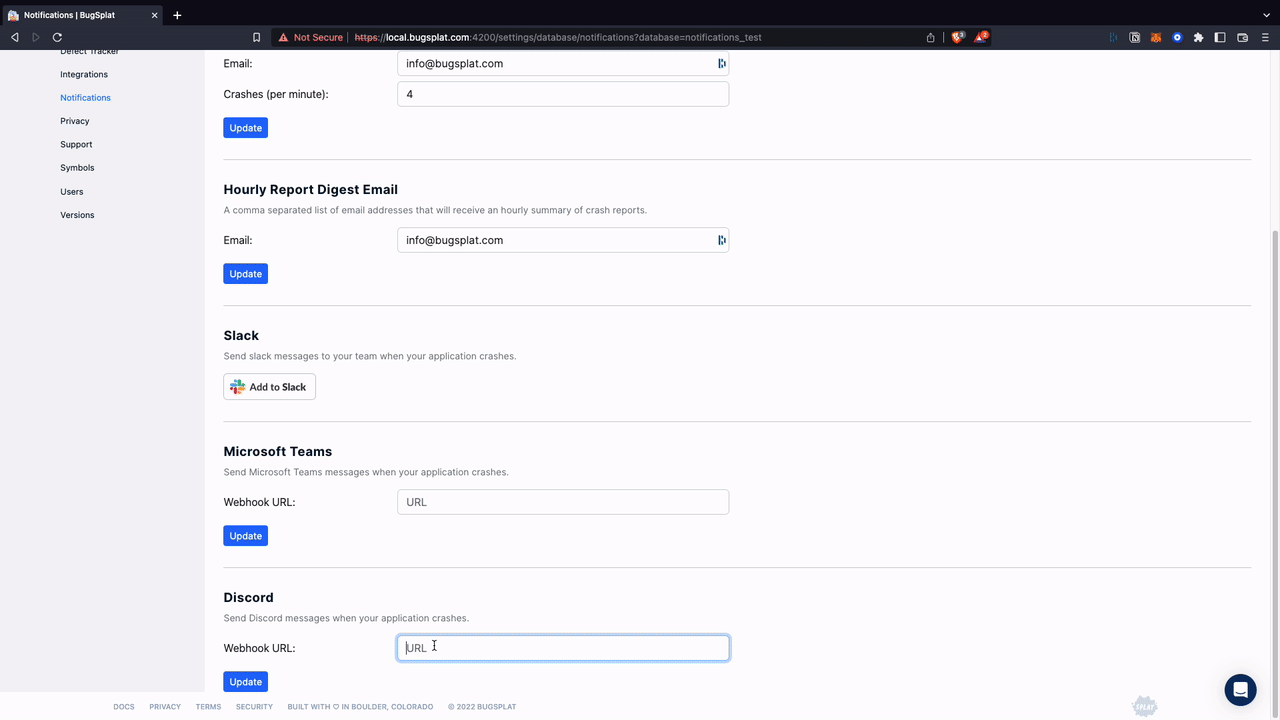 Notifications | BugSplat
Not Secure
https://local.bugsplat.com:4200/settings/database/notifications?database=notifications_test
3
2
Defect Tracker
Integrations
Notifications
Privacy
Support
Symbols
Users
Versions
Email:
info@bugsplat.com
Crashes (per minute):
4
Update
Hourly Report Digest Email
A comma separated list of email addresses that will receive an hourly summary of crash reports.
Email:
info@bugsplat.com
Update
Slack
Send slack messages to your team when your application crashes.
Add to Slack
Microsoft Teams
Send Microsoft Teams messages when your application crashes.
Webhook URL:
URL
Update
Discord
Send Discord messages when your application crashes.
Webhook URL:
URL
Update
DOCS
PRIVACY
TERMS
SECURITY
BUILT WITH ♡ IN BOULDER, COLORADO
© 2022 BUGSPLAT
SPLAT